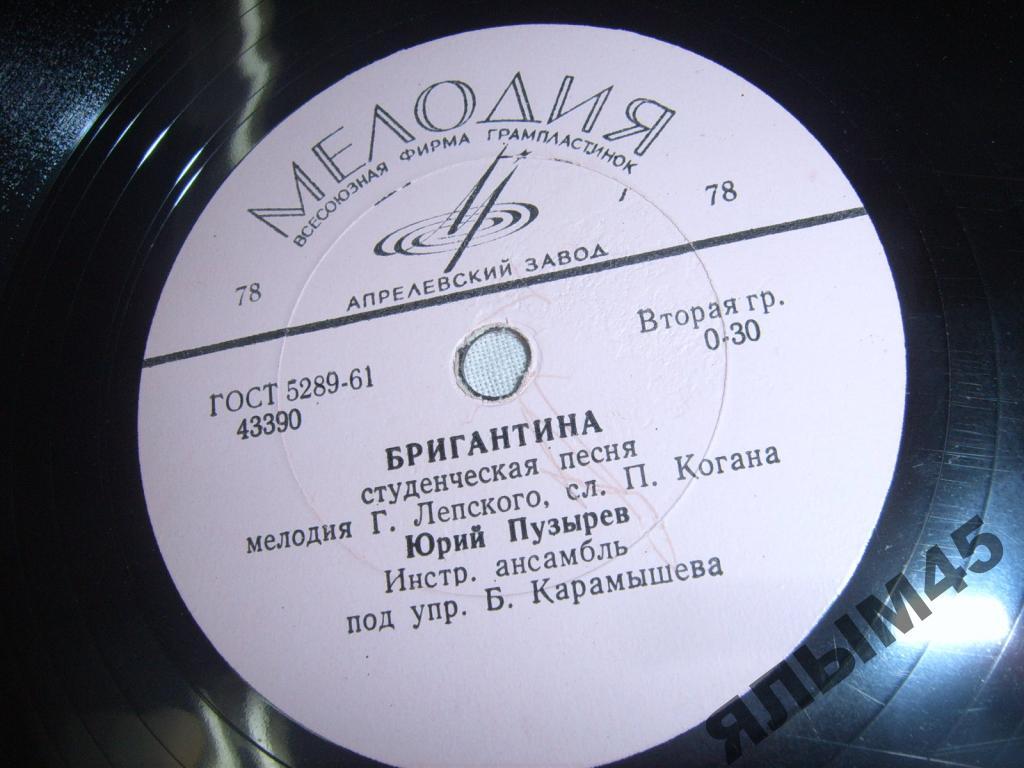 МЕЛОДИЯ
ВСЕСОЮЗНАЯ ФИРМА ГРАМПЛАСТИНОК
78
78
АПРЕЛЕВСКИЙ ЗАВОД
Вторая гр.
0-30
ГОСТ 5289-61
43390
БРИГАНТИНА
студенческая песня
мелодия Г. Лепского, сл. П. Когана
Юрий Пузырев
Инстр. ансамбль
под упр. Б. Карамышева
ЯЛЫМ45